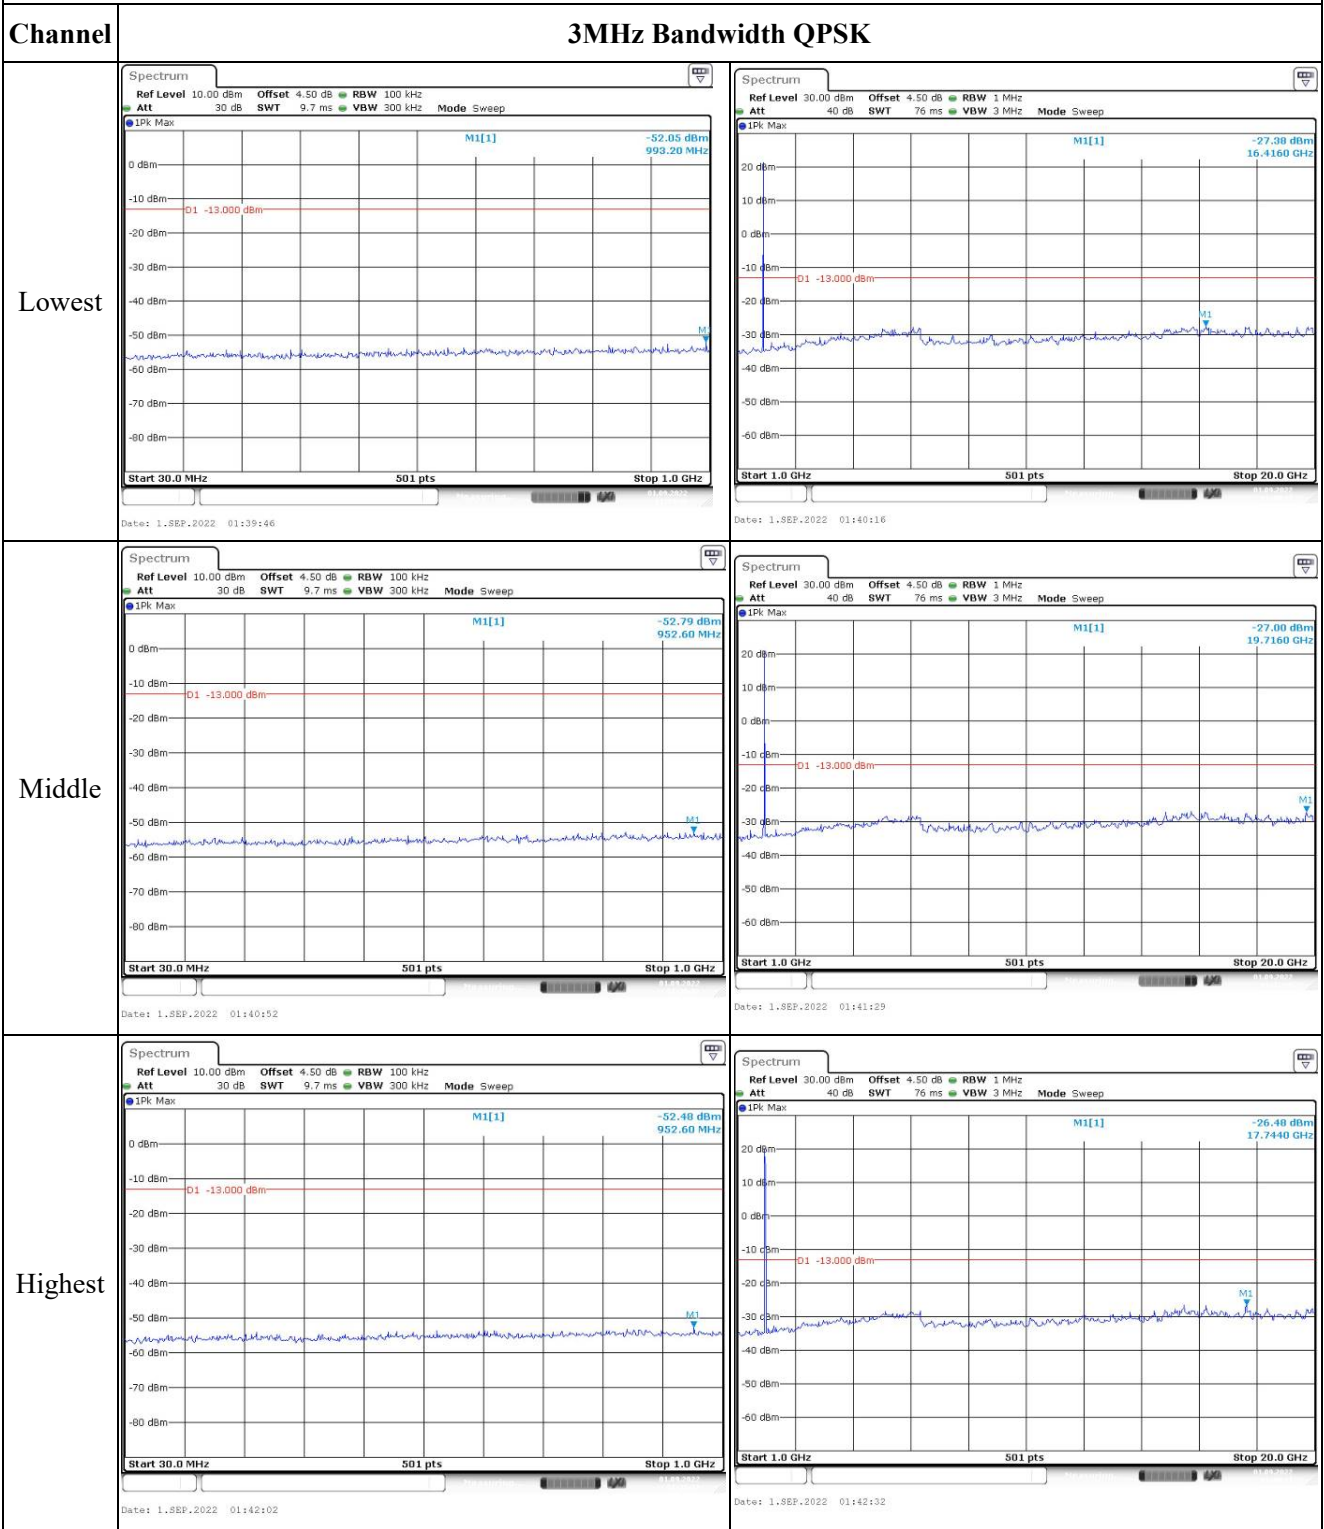 Channel
3MHz Bandwidth QPSK
Lowest
Spectrum
Ref Level 10.00 dBm Offset 4.50 dB RBW 100 kHz
Att 30 dB SWT 9.7 ms VBW 300 kHz Mode Sweep
1Pk Max
M1[1] -52.05 dBm
993.20 MHz
0 dBm
-10 dBm
D1 -13.000 dBm
-20 dBm
-30 dBm
-40 dBm
-50 dBm
M1
-60 dBm
-70 dBm
-80 dBm
Start 30.0 MHz 501 pts Stop 1.0 GHz
01.09.2022
Date: 1.SEP.2022 01:39:46
Spectrum
Ref Level 30.00 dBm Offset 4.50 dB RBW 1 MHz
Att 40 dB SWT 76 ms VBW 3 MHz Mode Sweep
1Pk Max
M1[1] -27.38 dBm
16.4160 GHz
20 dBm
10 dBm
0 dBm
-10 dBm
D1 -13.000 dBm
-20 dBm
M1
-30 dBm
-40 dBm
-50 dBm
-60 dBm
Start 1.0 GHz 501 pts Stop 20.0 GHz
Date: 1.SEP.2022 01:40:16
Middle
Spectrum
Ref Level 10.00 dBm Offset 4.50 dB RBW 100 kHz
Att 30 dB SWT 9.7 ms VBW 300 kHz Mode Sweep
1Pk Max
M1[1] -52.79 dBm
952.60 MHz
0 dBm
-10 dBm
D1 -13.000 dBm
-20 dBm
-30 dBm
-40 dBm
-50 dBm
M1
-60 dBm
-70 dBm
-80 dBm
Start 30.0 MHz 501 pts Stop 1.0 GHz
Date: 1.SEP.2022 01:40:52
Spectrum
Ref Level 30.00 dBm Offset 4.50 dB RBW 1 MHz
Att 40 dB SWT 76 ms VBW 3 MHz Mode Sweep
1Pk Max
M1[1] -27.00 dBm
19.7160 GHz
20 dBm
10 dBm
0 dBm
-10 dBm
D1 -13.000 dBm
-20 dBm
M1
-30 dBm
-40 dBm
-50 dBm
-60 dBm
Start 1.0 GHz 501 pts Stop 20.0 GHz
Date: 1.SEP.2022 01:41:29
Highest
Spectrum
Ref Level 10.00 dBm Offset 4.50 dB RBW 100 kHz
Att 30 dB SWT 9.7 ms VBW 300 kHz Mode Sweep
1Pk Max
M1[1] -52.48 dBm
952.60 MHz
0 dBm
-10 dBm
D1 -13.000 dBm
-20 dBm
-30 dBm
-40 dBm
-50 dBm
M1
-60 dBm
-70 dBm
-80 dBm
Start 30.0 MHz 501 pts Stop 1.0 GHz
Date: 1.SEP.2022 01:42:02
Spectrum
Ref Level 30.00 dBm Offset 4.50 dB RBW 1 MHz
Att 40 dB SWT 76 ms VBW 3 MHz Mode Sweep
1Pk Max
M1[1] -26.48 dBm
17.7440 GHz
20 dBm
10 dBm
0 dBm
-10 dBm
D1 -13.000 dBm
-20 dBm
M1
-30 dBm
-40 dBm
-50 dBm
-60 dBm
Start 1.0 GHz 501 pts Stop 20.0 GHz
Date: 1.SEP.2022 01:42:32